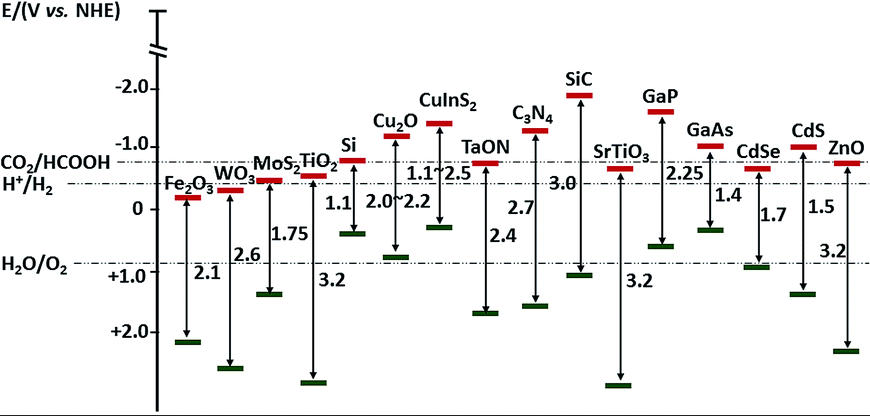 E/(V vs. NHE)
-2.0
-1.0
0
+1.0
+2.0
CO2/HCOOH
H+/H2
H2O/O2
Fe2O3
2.1
WO3
2.6
MoS2
1.75
TiO2
3.2
Si
1.1
Cu2O
2.0~2.2
CuInS2
1.1~2.5
TaON
2.4
C3N4
2.7
SiC
3.0
SrTiO3
3.2
GaP
2.25
GaAs
1.4
CdSe
1.7
CdS
1.5
ZnO
3.2